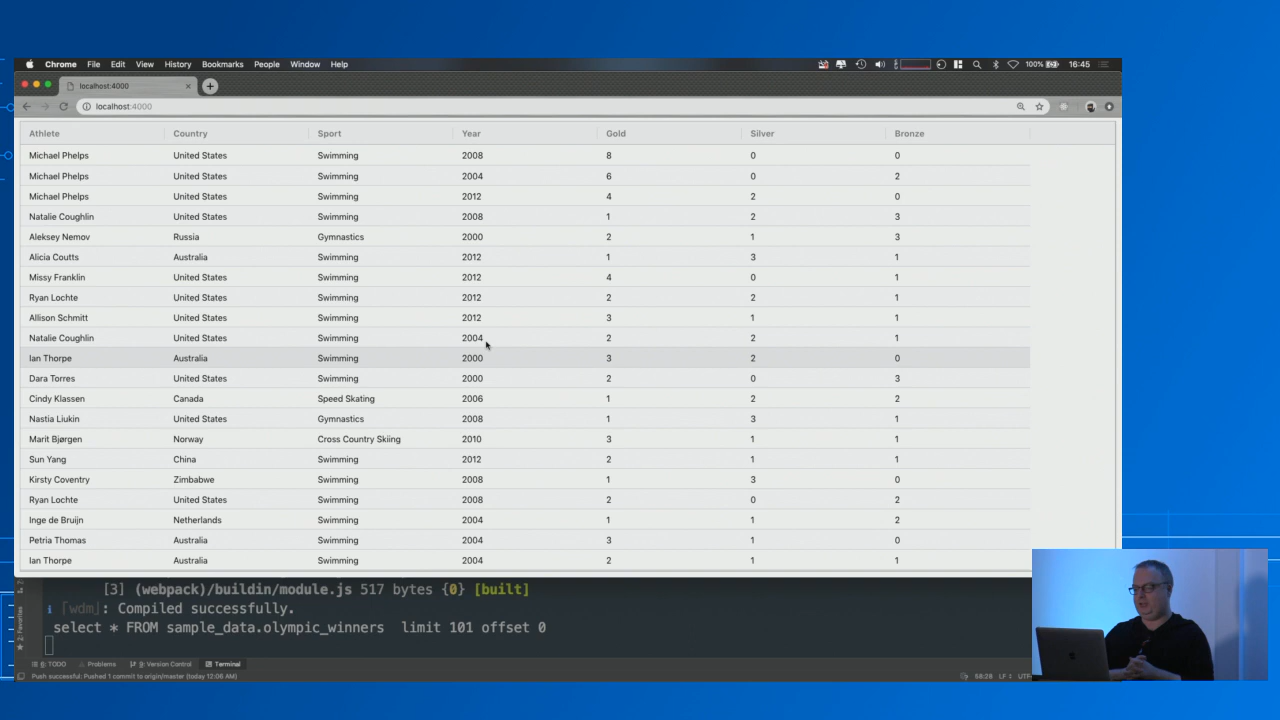 Chrome File Edit View History Bookmarks People Window Help 100% 16:45
localhost:4000
localhost:4000
Athlete Country Sport Year Gold Silver Bronze
Michael Phelps United States Swimming 2008 8 0 0
Michael Phelps United States Swimming 2004 6 0 2
Michael Phelps United States Swimming 2012 4 2 0
Natalie Coughlin United States Swimming 2008 1 2 3
Aleksey Nemov Russia Gymnastics 2000 2 1 3
Alicia Coutts Australia Swimming 2012 1 3 1
Missy Franklin United States Swimming 2012 4 0 1
Ryan Lochte United States Swimming 2012 2 2 1
Allison Schmitt United States Swimming 2012 3 1 1
Natalie Coughlin United States Swimming 2004 2 2 1
Ian Thorpe Australia Swimming 2000 3 2 0
Dara Torres United States Swimming 2000 2 0 3
Cindy Klassen Canada Speed Skating 2006 1 2 2
Nastia Liukin United States Gymnastics 2008 1 3 1
Marit Bjørgen Norway Cross Country Skiing 2010 3 1 1
Sun Yang China Swimming 2012 2 1 1
Kirsty Coventry Zimbabwe Swimming 2008 1 3 0
Ryan Lochte United States Swimming 2008 2 0 2
Inge de Bruijn Netherlands Swimming 2004 1 1 2
Petria Thomas Australia Swimming 2004 3 1 0
Ian Thorpe Australia Swimming 2004 2 1 1
[3] (webpack)/buildin/module.js 517 bytes {0} [built]
i ｢wdm｣: Compiled successfully.
select * FROM sample_data.olympic_winners limit 101 offset 0
2: Favorites
6: TODO Problems 9: Version Control Terminal
Push successful: Pushed 1 commit to origin/master (today 12:06 AM) LF